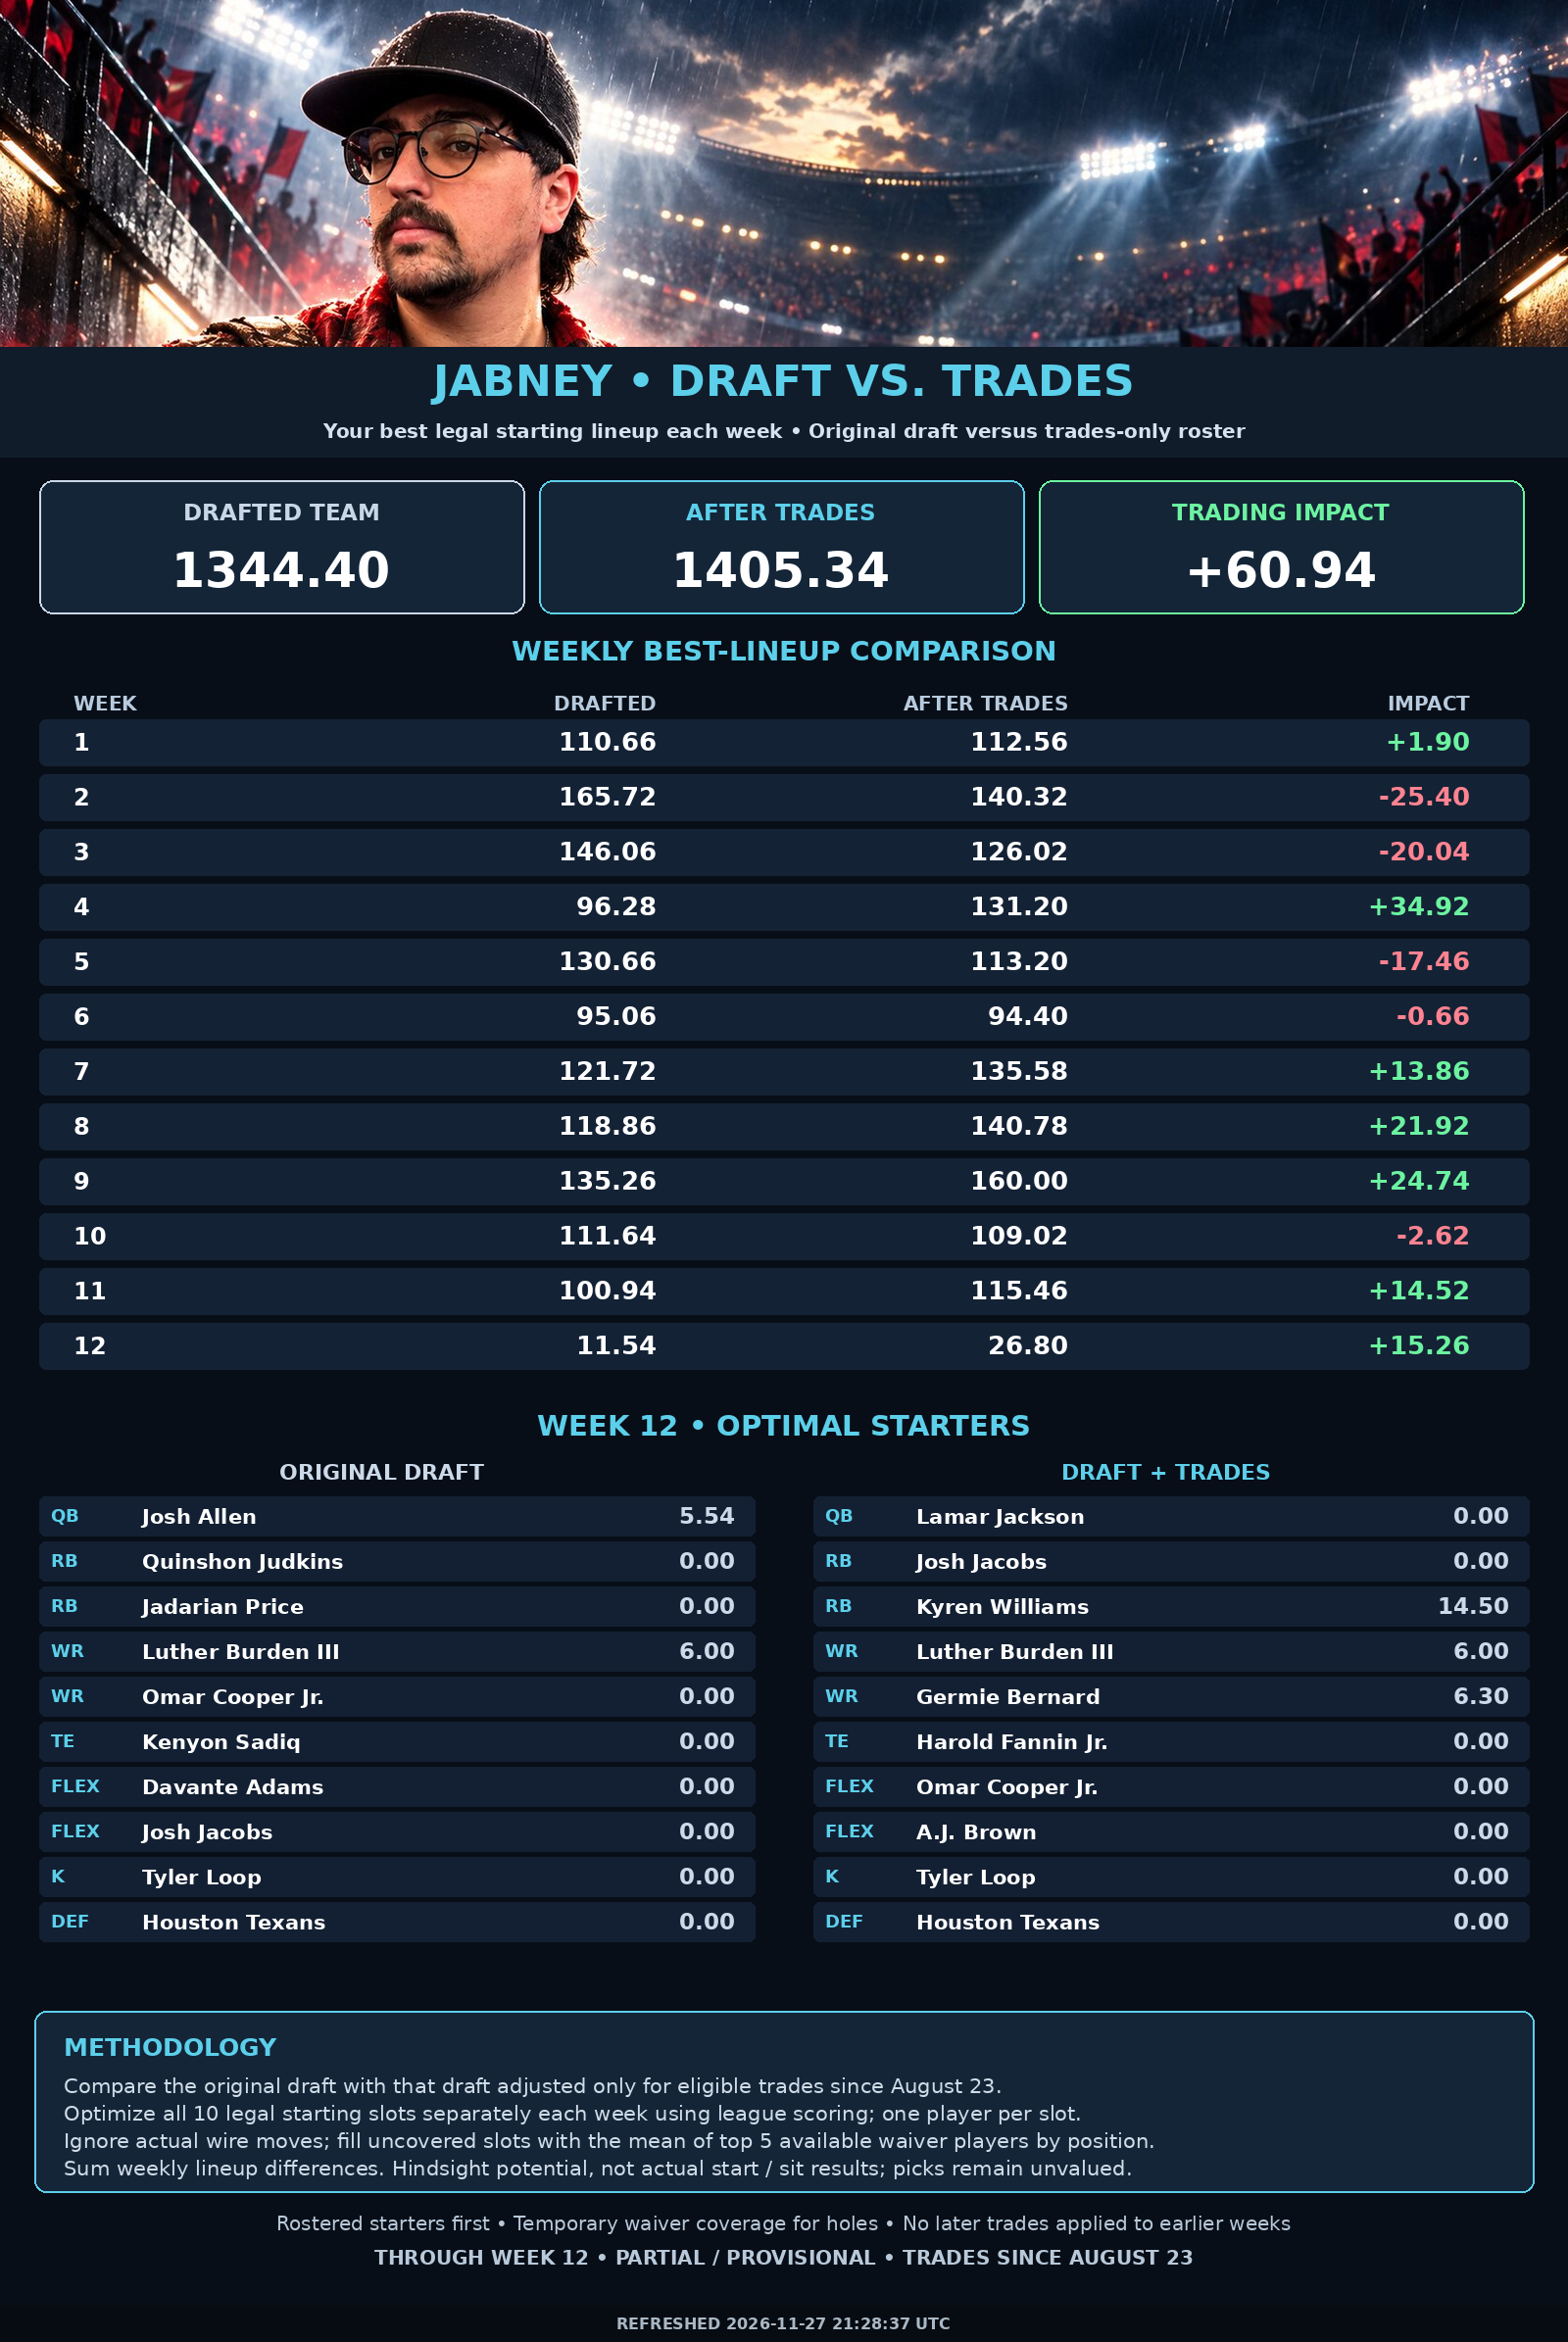 JABNEY • DRAFT VS. TRADES
Your best legal starting lineup each week • Original draft versus trades-only roster
DRAFTED TEAM AFTER TRADES TRADING IMPACT
1344.40 1405.34 +60.94
WEEKLY BEST-LINEUP COMPARISON
WEEK DRAFTED AFTER TRADES IMPACT
1 110.66 112.56 +1.90
2 165.72 140.32 -25.40
3 146.06 126.02 -20.04
4 96.28 131.20 +34.92
5 130.66 113.20 -17.46
6 95.06 94.40 -0.66
7 121.72 135.58 +13.86
8 118.86 140.78 +21.92
9 135.26 160.00 +24.74
10 111.64 109.02 -2.62
11 100.94 115.46 +14.52
12 11.54 26.80 +15.26
WEEK 12 • OPTIMAL STARTERS
ORIGINAL DRAFT
QB Josh Allen 5.54
RB Quinshon Judkins 0.00
RB Jadarian Price 0.00
WR Luther Burden III 6.00
WR Omar Cooper Jr. 0.00
TE Kenyon Sadiq 0.00
FLEX Davante Adams 0.00
FLEX Josh Jacobs 0.00
K Tyler Loop 0.00
DEF Houston Texans 0.00
DRAFT + TRADES
QB Lamar Jackson 0.00
RB Josh Jacobs 0.00
RB Kyren Williams 14.50
WR Luther Burden III 6.00
WR Germie Bernard 6.30
TE Harold Fannin Jr. 0.00
FLEX Omar Cooper Jr. 0.00
FLEX A.J. Brown 0.00
K Tyler Loop 0.00
DEF Houston Texans 0.00
METHODOLOGY
Compare the original draft with that draft adjusted only for eligible trades since August 23.
Optimize all 10 legal starting slots separately each week using league scoring; one player per slot.
Ignore actual wire moves; fill uncovered slots with the mean of top 5 available waiver players by position.
Sum weekly lineup differences. Hindsight potential, not actual start / sit results; picks remain unvalued.
Rostered starters first • Temporary waiver coverage for holes • No later trades applied to earlier weeks
THROUGH WEEK 12 • PARTIAL / PROVISIONAL • TRADES SINCE AUGUST 23
REFRESHED 2026-11-27 21:28:37 UTC